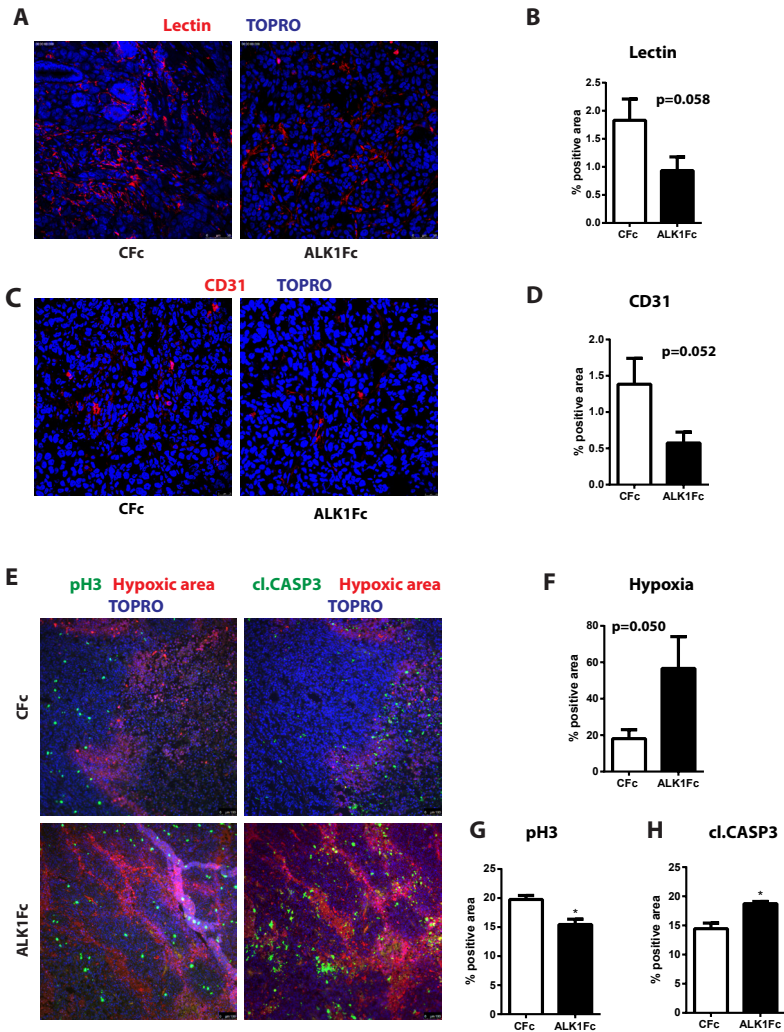 A
Lectin TOPRO
CFc
ALK1Fc
B
Lectin
% positive area
2.5
2.0
1.5
1.0
0.5
0.0
p=0.058
CFc ALK1Fc
C
CD31 TOPRO
CFc
ALK1Fc
D
CD31
% positive area
2.0
1.5
1.0
0.5
0.0
p=0.052
CFc ALK1Fc
E
pH3 Hypoxic area
TOPRO
cl.CASP3 Hypoxic area
TOPRO
CFc
ALK1Fc
F
Hypoxia
% positive area
80
60
40
20
0
p=0.050
CFc ALK1Fc
G
pH3
% positive area
25
20
15
10
5
0
*
CFc ALK1Fc
H
cl.CASP3
% positive area
25
20
15
10
5
0
*
CFc ALK1Fc